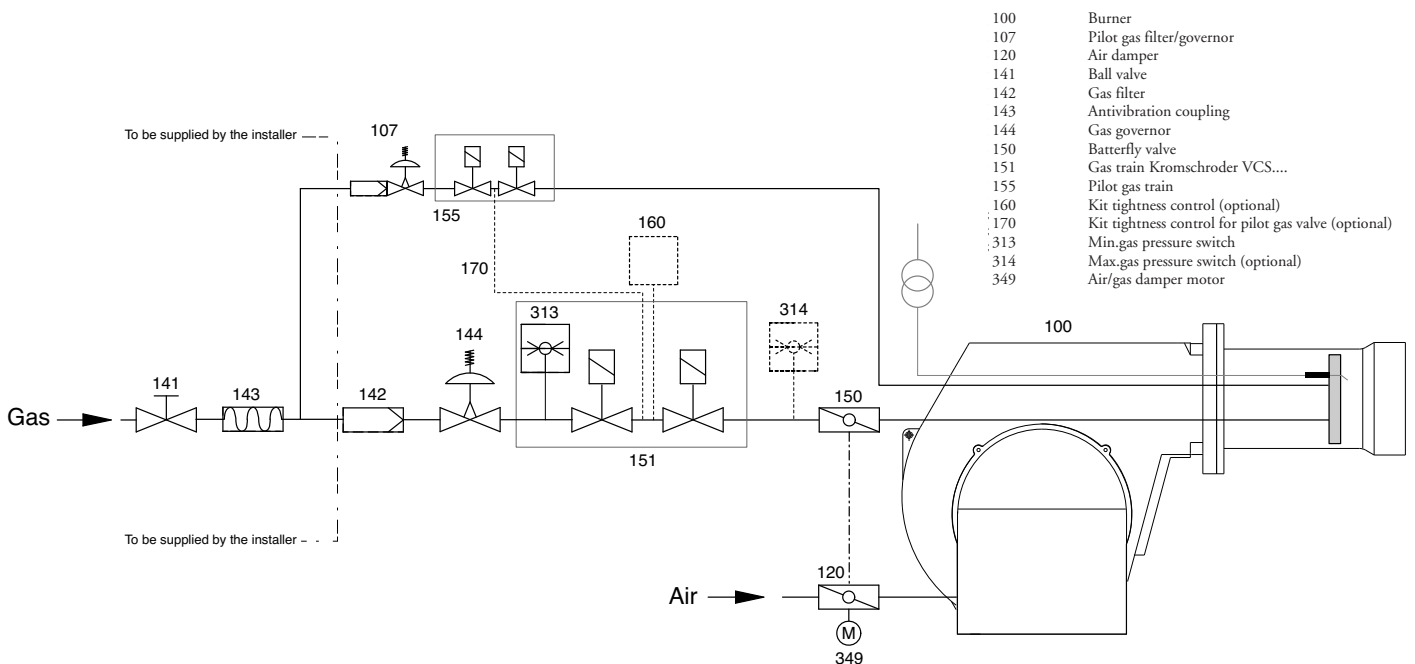 100 Burner
107 Pilot gas filter/governor
120 Air damper
141 Ball valve
142 Gas filter
143 Antivibration coupling
144 Gas governor
150 Batterfly valve
151 Gas train Kromschroder VCS....
155 Pilot gas train
160 Kit tightness control (optional)
170 Kit tightness control for pilot gas valve (optional)
313 Min.gas pressure switch
314 Max.gas pressure switch (optional)
349 Air/gas damper motor
To be supplied by the installer
107
155
160
170
313
314
144
100
141
143
142
150
Gas
151
To be supplied by the installer
120
Air
M
349